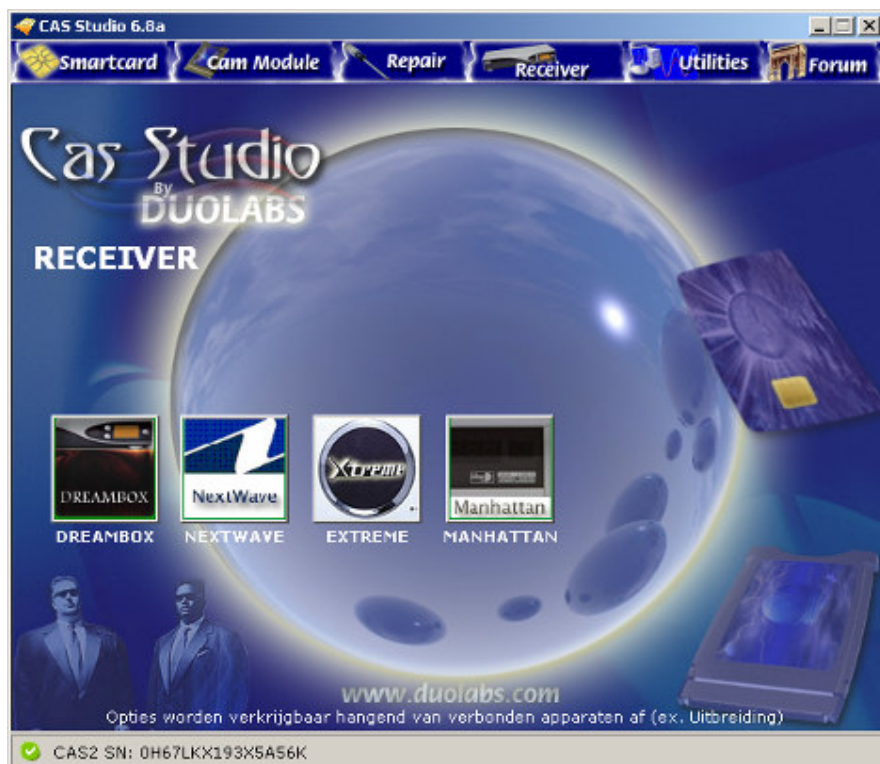 CAS Studio 6.8a
Smartcard Cam Module Repair Receiver Utilities Forum
Cas Studio
By
DUOLABS
RECEIVER
DREAMBOX NextWave Xtreme Manhattan
DREAMBOX NEXTWAVE EXTREME MANHATTAN
www.duolabs.com
Opties worden verkrijgbaar hangend van verbonden apparaten af (ex. Uitbreiding)
CAS2 SN: 0H67LKX193X5A56K